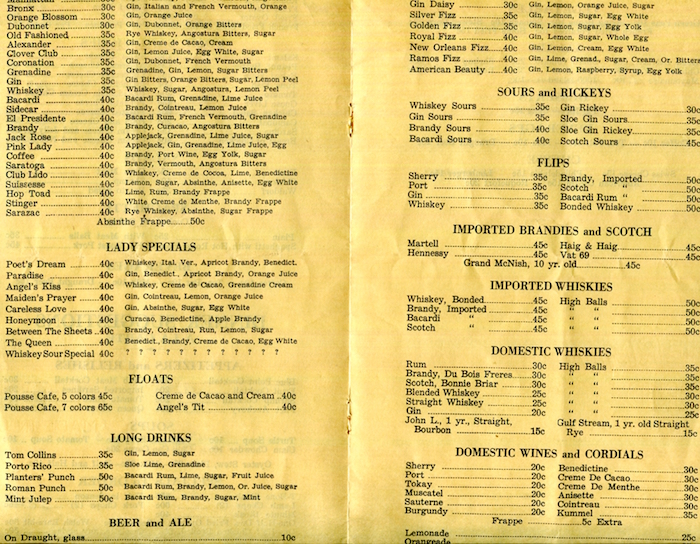 Bronx 30c Gin, Italian and French Vermouth, Orange
Orange Blossom 30c Gin, Orange Juice
Dubonnet 30c Dubonnet, Orange Bitters
Old Fashioned 35c Rye Whiskey, Angostura Bitters, Sugar
Alexander 35c Gin, Creme de Cacao, Cream
Clover Club 35c Gin, Lemon Juice, Egg White, Sugar
Coronation 35c Gin, Dubonnet, French Vermouth
Grenadine 35c Grenadine, Gin, Lemon, Sugar Bitters
Gin 35c Gin Bitters, Orange Bitters, Sugar, Lemon Peel
Whiskey 35c Whiskey, Sugar, Angostura, Lemon Peel
Bacardi 40c Bacardi Rum, Grenadine, Lime Juice
Sidecar 40c Brandy, Cointreau, Lemon Juice
El Presidente 40c Bacardi Rum, French Vermouth, Grenadine
Brandy 40c Brandy, Curacao, Angostura Bitters
Jack Rose 40c Applejack, Grenadine, Lime Juice, Sugar
Pink Lady 40c Applejack, Gin, Grenadine, Lime Juice, Egg
Coffee 40c Brandy, Port Wine, Egg Yolk, Sugar
Saratoga 40c Brandy, Vermouth, Angostura Bitters
Club Lido 40c Whiskey, Creme de Cocoa, Lime, Benedictine
Suissesse 40c Lemon, Sugar, Absinthe, Anisette, Egg White
Hop Toad 40c Lime, Rum, Brandy Frappe
Stinger 40c White Creme de Menthe, Brandy Frappe
Sarazac 40c Rye Whiskey, Absinthe, Sugar Frappe
Absinthe Frappe 50c
LADY SPECIALS
Poet's Dream 40c Whiskey, Ital. Ver., Apricot Brandy, Benedict.
Paradise 40c Gin, Benedict., Apricot Brandy, Orange Juice
Angel's Kiss 40c Whiskey, Creme de Cacao, Grenadine Cream
Maiden's Prayer 40c Gin, Cointreau, Lemon, Orange Juice
Careless Love 40c Gin, Absinthe, Sugar, Egg White
Honeymoon 40c Curacao, Benedictine, Apple Brandy
Between The Sheets 40c Brandy, Cointreau, Run, Lemon, Sugar
The Queen 40c Benedict., Brandy, Creme de Cacao, Egg White
Whiskey Sour Special 40c ? ? ? ? ? ? ? ? ? ? ? ?
FLOATS
Pousse Cafe, 5 colors 45c Creme de Cacao and Cream 40c
Pousse Cafe, 7 colors 65c Angel's Tit 40c
LONG DRINKS
Tom Collins 35c Gin, Lemon, Sugar
Porto Rico 35c Sloe Lime, Grenadine
Planters' Punch 50c Bacardi Rum, Lime, Sugar, Fruit Juice
Roman Punch 50c Bacardi Rum, Brandy, Lemon, Or. Juice, Sugar
Mint Julep 50c Bacardi Rum, Brandy, Sugar, Mint
BEER and ALE
On Draught, glass 10c
Gin Daisy 30c Gin, Lemon, Orange Juice, Sugar
Silver Fizz 35c Gin, Lemon, Sugar, Egg White
Golden Fizz 35c Gin, Lemon, Sugar, Egg Yolk
Royal Fizz 40c Gin, Lemon, Sugar, Whole Egg
New Orleans Fizz 40c Gin, Lemon, Cream, Egg White
Ramos Fizz 40c Gin, Lime, Grenad., Sugar, Cream, Or. Bitters
American Beauty 40c Gin, Lemon, Raspberry, Syrup, Egg Yolk
SOURS and RICKEYS
Whiskey Sours 35c Gin Rickey 30c
Gin Sours 35c Sloe Gin Sours 35c
Brandy Sours 40c Sloe Gin Rickey 40c
Bacardi Sours 40c Scotch Sours 45c
FLIPS
Sherry 35c Brandy, Imported 50c
Port 35c Scotch " 50c
Gin 35c Bacardi Rum " 50c
Whiskey 35c Bonded Whiskey 50c
IMPORTED BRANDIES and SCOTCH
Martell 45c Haig & Haig 45c
Hennessy 45c Vat 69 45c
Grand McNish, 10 yr. old 45c
IMPORTED WHISKIES
Whiskey, Bonded 45c High Balls 50c
Brandy, Imported 45c " " 50c
Bacardi " 45c " " 50c
Scotch " 45c " " 50c
DOMESTIC WHISKIES
Rum 30c High Balls 35c
Brandy, Du Bois Freres 30c " " 35c
Scotch, Bonnie Briar 30c " " 35c
Blended Whiskey 25c " " 30c
Straight Whiskey 25c " " 30c
Gin 20c " " 25c
John L., 1 yr., Straight, Gulf Stream, 1 yr. old Straight
Bourbon 15c Rye 15c
DOMESTIC WINES and CORDIALS
Sherry 20c Benedictine 30c
Port 20c Creme De Cacao 30c
Tokay 20c Creme De Menthe 30c
Muscatel 20c Anisette 30c
Sauterne 20c Cointreau 30c
Burgundy 20c Kummel 35c
Frappe 5c Extra
Lemonade 25c